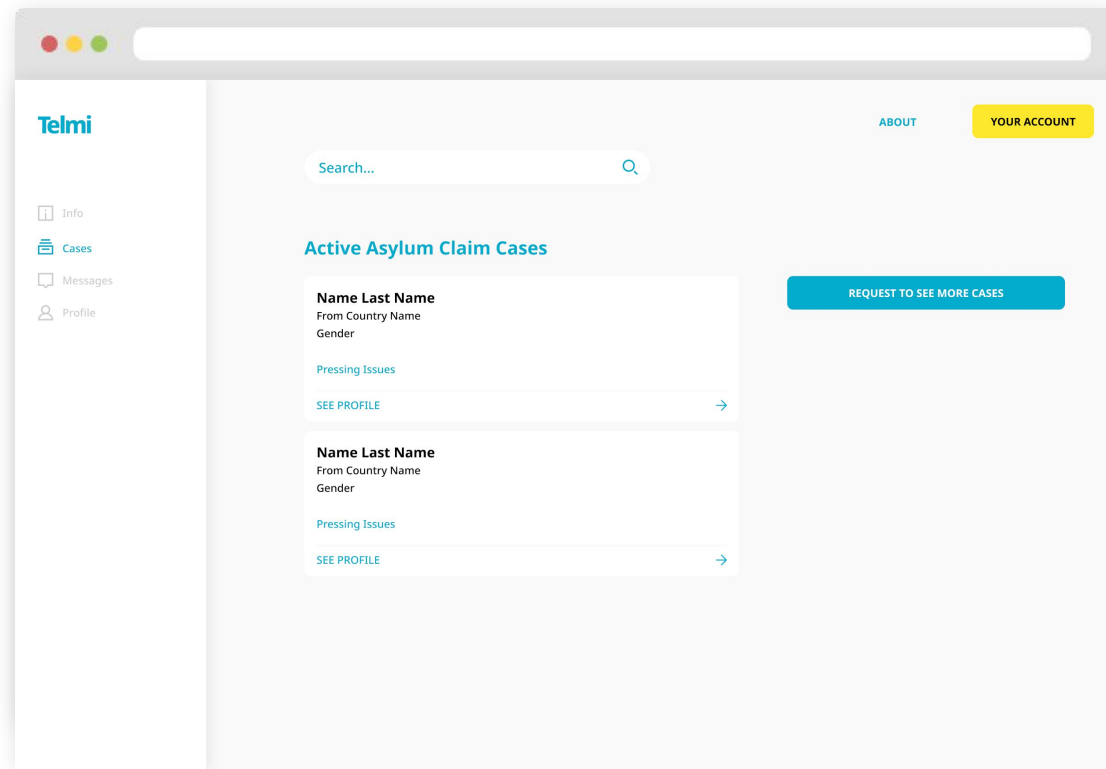 Telmi
ABOUT
YOUR ACCOUNT
Search...
Info
Cases
Messages
Profile
Active Asylum Claim Cases
Name Last Name
From Country Name
Gender
Pressing Issues
SEE PROFILE
REQUEST TO SEE MORE CASES
Name Last Name
From Country Name
Gender
Pressing Issues
SEE PROFILE